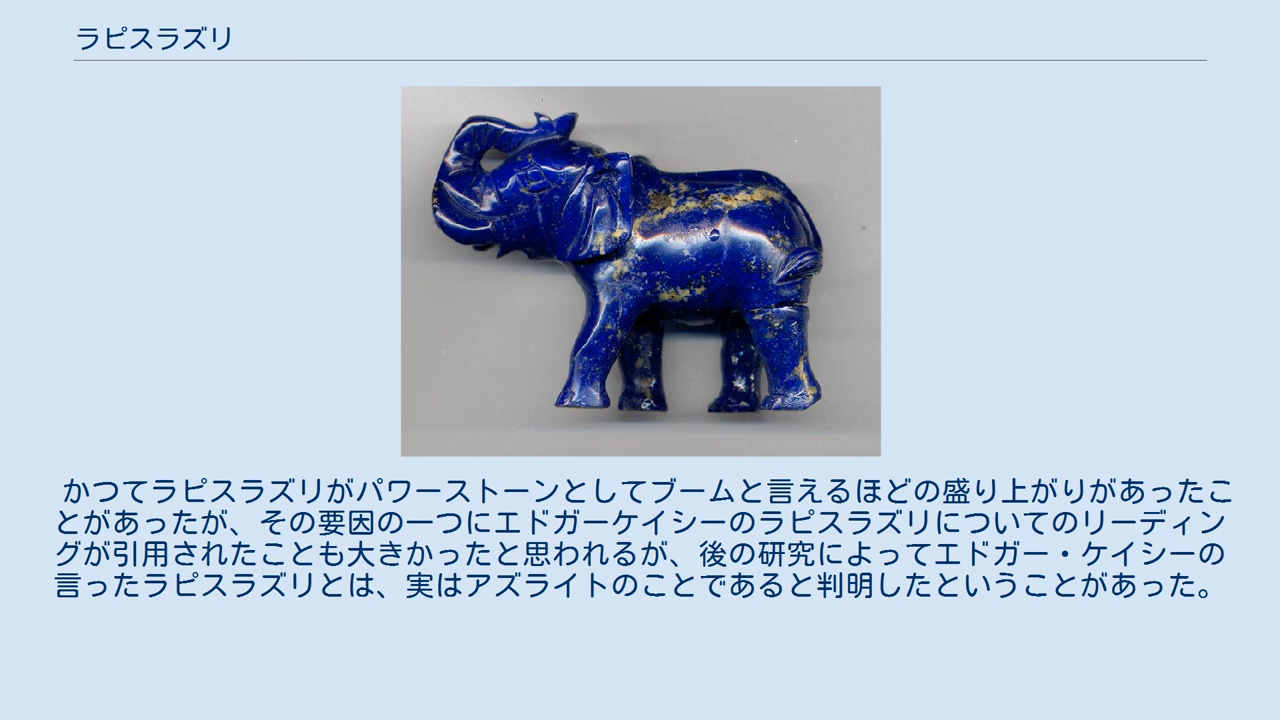 ラピスラズリ
かつてラピスラズリがパワーストーンとしてブームと言えるほどの盛り上がりがあったこ
とがあったが、その要因の一つにエドガーケイシーのラピスラズリについてのリーディン
グが引用されたことも大きかったと思われるが、後の研究によってエドガー・ケイシーの
言ったラピスラズリとは、実はアズライトのことであると判明したということがあった。